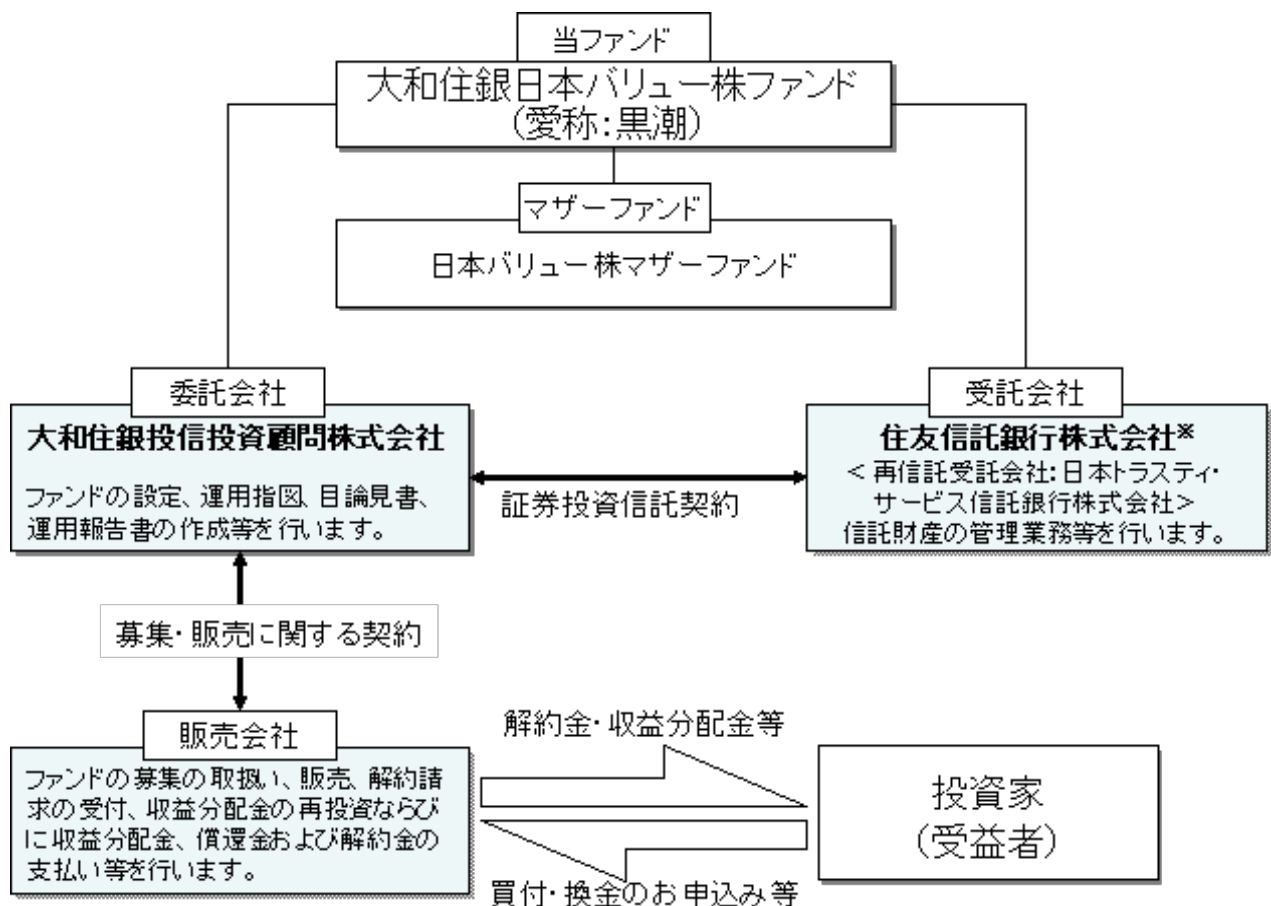 当ファンド
大和住銀日本バリュー株ファンド
(愛称:黒潮)
マザーファンド
日本バリュー株マザーファンド
委託会社
大和住銀投信投資顧問株式会社
ファンドの設定、運用指図、目論見書、
運用報告書の作成等を行います。
受託会社
住友信託銀行株式会社※
<再信託受託会社:日本トラスティ・
サービス信託銀行株式会社>
信託財産の管理業務等を行います。
証券投資信託契約
募集・販売に関する契約
販売会社
ファンドの募集の取扱い、販売、解約請
求の受付、収益分配金の再投資ならび
に収益分配金、償還金および解約金の
支払い等を行います。
解約金・収益分配金等
買付・換金のお申込み等
投資家
(受益者)